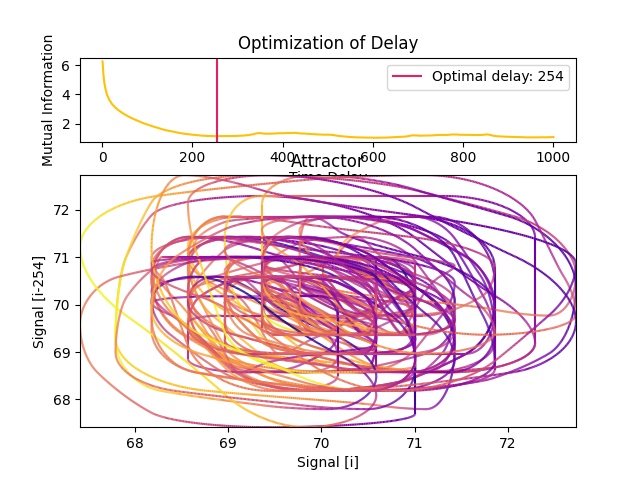 Optimization of Delay
Mutual Information
6
4
2
Optimal delay: 254
0 200 400 600 800 1000
Time Delay
Attractor
Signal [i-254]
72
71
70
69
68
68 69 70 71 72
Signal [i]